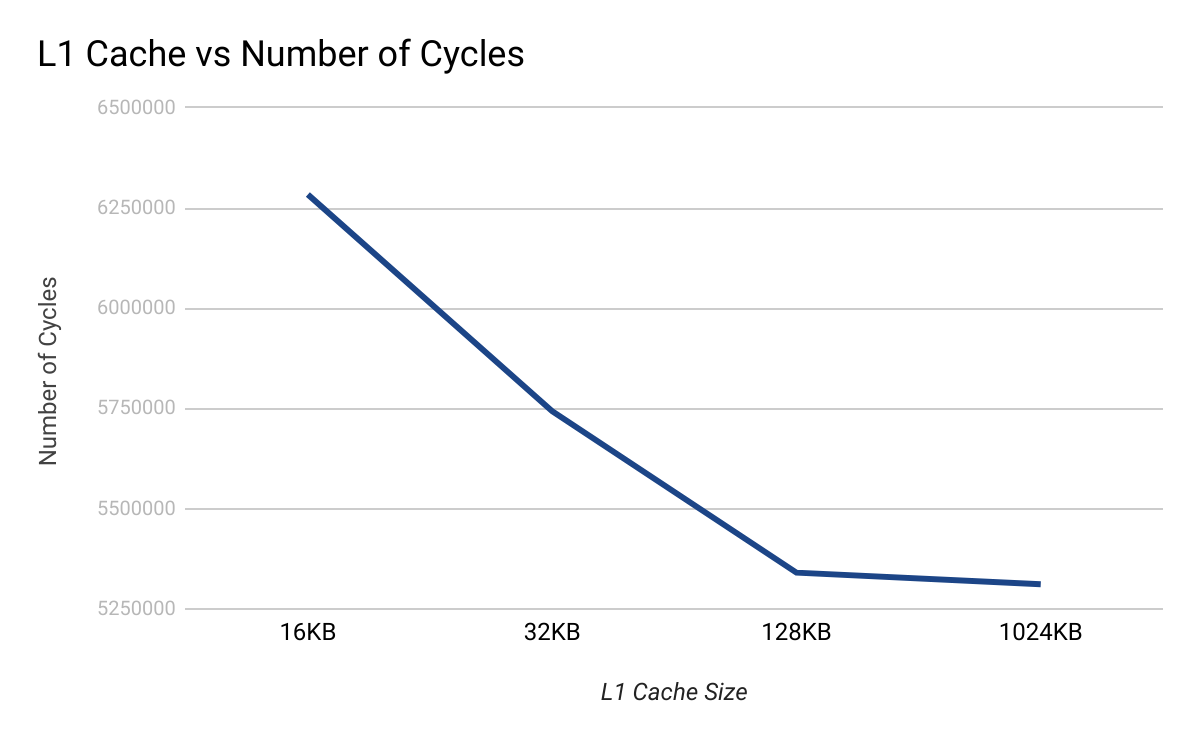 L1 Cache vs Number of Cycles
6500000
6250000
6000000
5750000
5500000
5250000
Number of Cycles
16KB 32KB 128KB 1024KB
L1 Cache Size